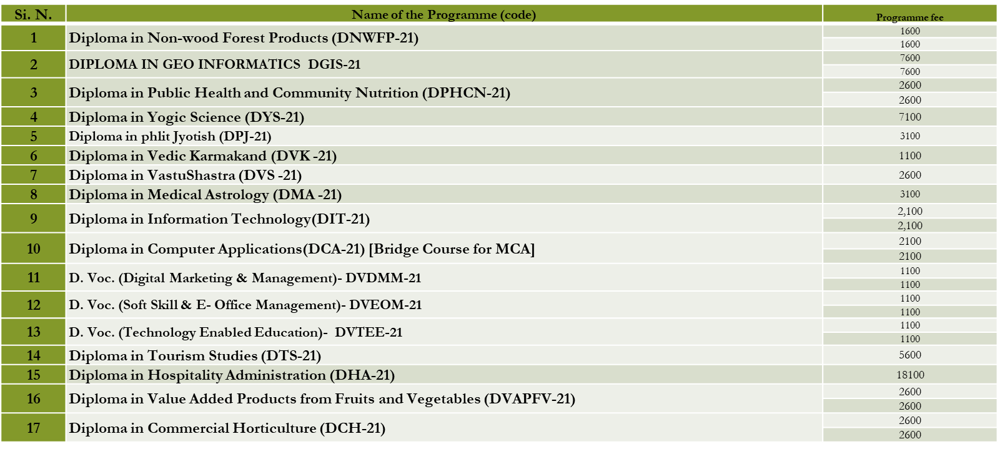 Si. N. Name of the Programme (code) Programme fee
1 Diploma in Non-wood Forest Products (DNWFP-21) 1600
1600
2 DIPLOMA IN GEO INFORMATICS DGIS-21 7600
7600
3 Diploma in Public Health and Community Nutrition (DPHCN-21) 2600
2600
4 Diploma in Yogic Science (DYS-21) 7100
5 Diploma in phlit Jyotish (DPJ-21) 3100
6 Diploma in Vedic Karmakand (DVK -21) 1100
7 Diploma in VastuShastra (DVS -21) 2600
8 Diploma in Medical Astrology (DMA -21) 3100
9 Diploma in Information Technology(DIT-21) 2,100
2,100
10 Diploma in Computer Applications(DCA-21) [Bridge Course for MCA] 2100
2100
11 D. Voc. (Digital Marketing & Management)- DVDMM-21 1100
1100
12 D. Voc. (Soft Skill & E- Office Management)- DVEOM-21 1100
1100
13 D. Voc. (Technology Enabled Education)- DVTEE-21 1100
1100
14 Diploma in Tourism Studies (DTS-21) 5600
15 Diploma in Hospitality Administration (DHA-21) 18100
16 Diploma in Value Added Products from Fruits and Vegetables (DVAPFV-21) 2600
2600
17 Diploma in Commercial Horticulture (DCH-21) 2600
2600